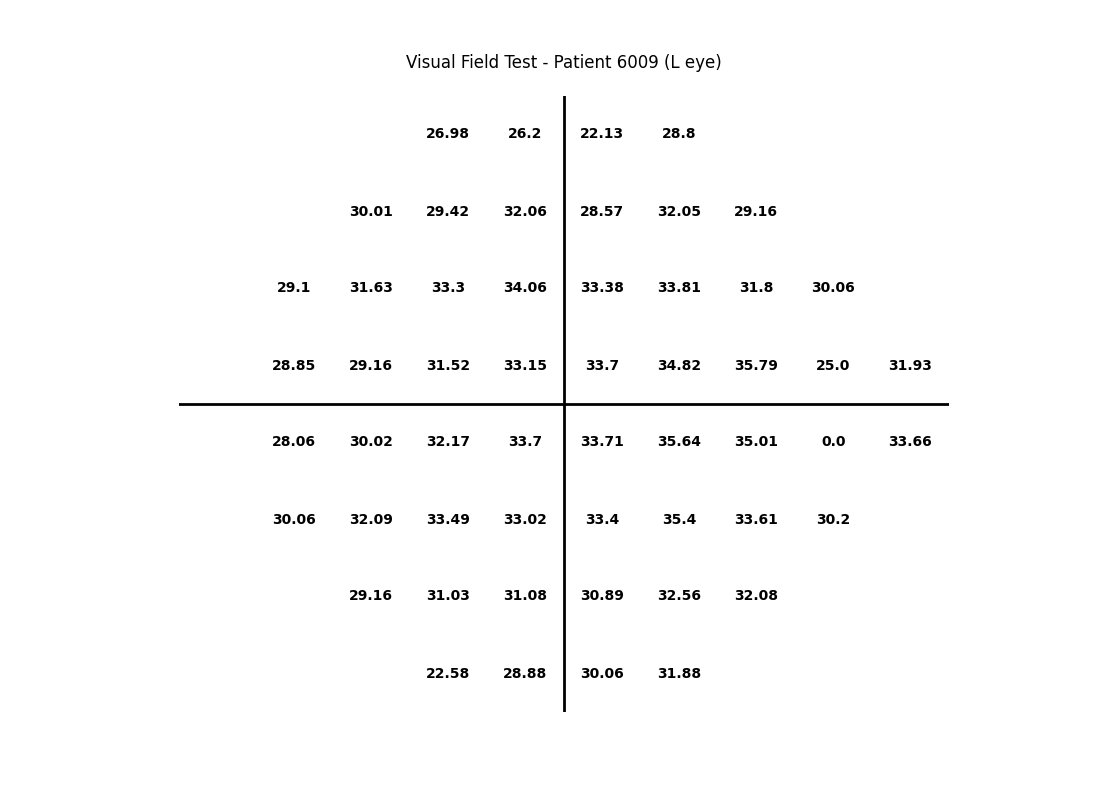 Visual Field Test - Patient 6009 (L eye)
26.98 26.2 22.13 28.8
30.01 29.42 32.06 28.57 32.05 29.16
29.1 31.63 33.3 34.06 33.38 33.81 31.8 30.06
28.85 29.16 31.52 33.15 33.7 34.82 35.79 25.0 31.93
28.06 30.02 32.17 33.7 33.71 35.64 35.01 0.0 33.66
30.06 32.09 33.49 33.02 33.4 35.4 33.61 30.2
29.16 31.03 31.08 30.89 32.56 32.08
22.58 28.88 30.06 31.88